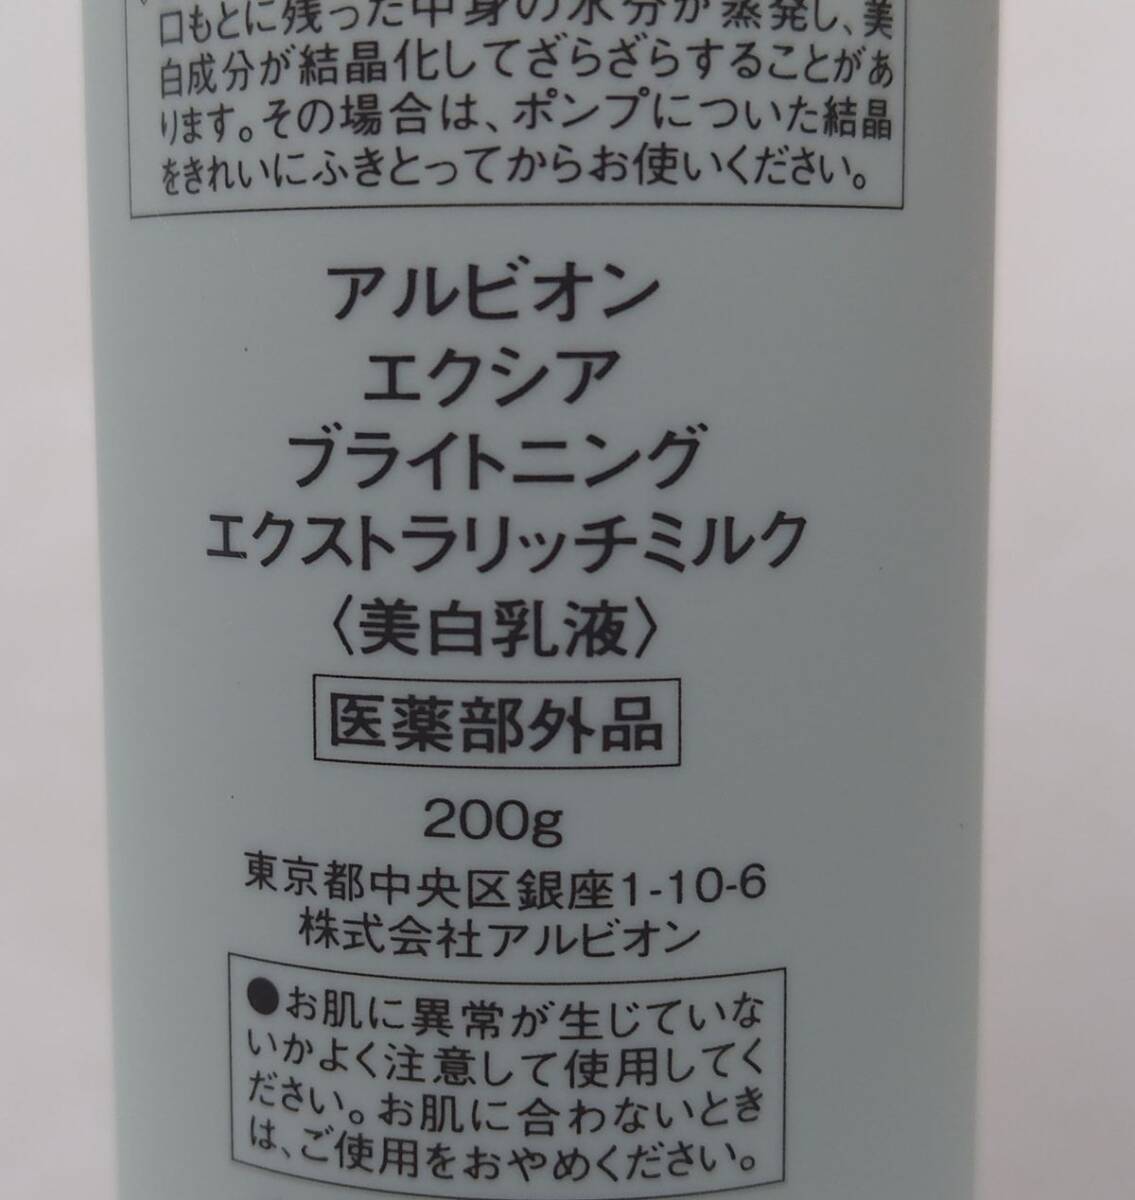 口もとに残った中身の水分が蒸発し、美
白成分が結晶化してざらざらすることがあ
ります。その場合は、ポンプについた結晶
をきれいにふきとってからお使いください。
アルビオン
エクシア
ブライトニング
エクストラリッチミルク
〈美白乳液〉
医薬部外品
200g
東京都中央区銀座1-10-6
株式会社アルビオン
●お肌に異常が生じていな
いかよく注意して使用してく
ださい。お肌に合わないとき
は、ご使用をおやめください。